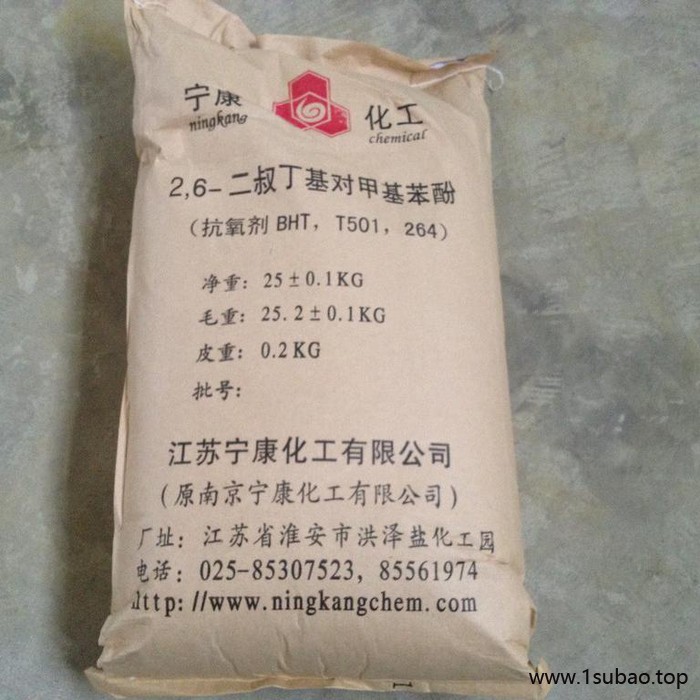 宁康 化工
ningkang chemical
2,6-二叔丁基对甲基苯酚
(抗氧剂BHT, T501, 264)
净重: 25±0.1KG
毛重: 25.2±0.1KG
皮重: 0.2KG
批号:
江苏宁康化工有限公司
(原南京宁康化工有限公司)
厂址: 江苏省淮安市洪泽盐化工园
电话: 025-85307523, 85561974
http://www.ningkangchem.com
www.1subao.top